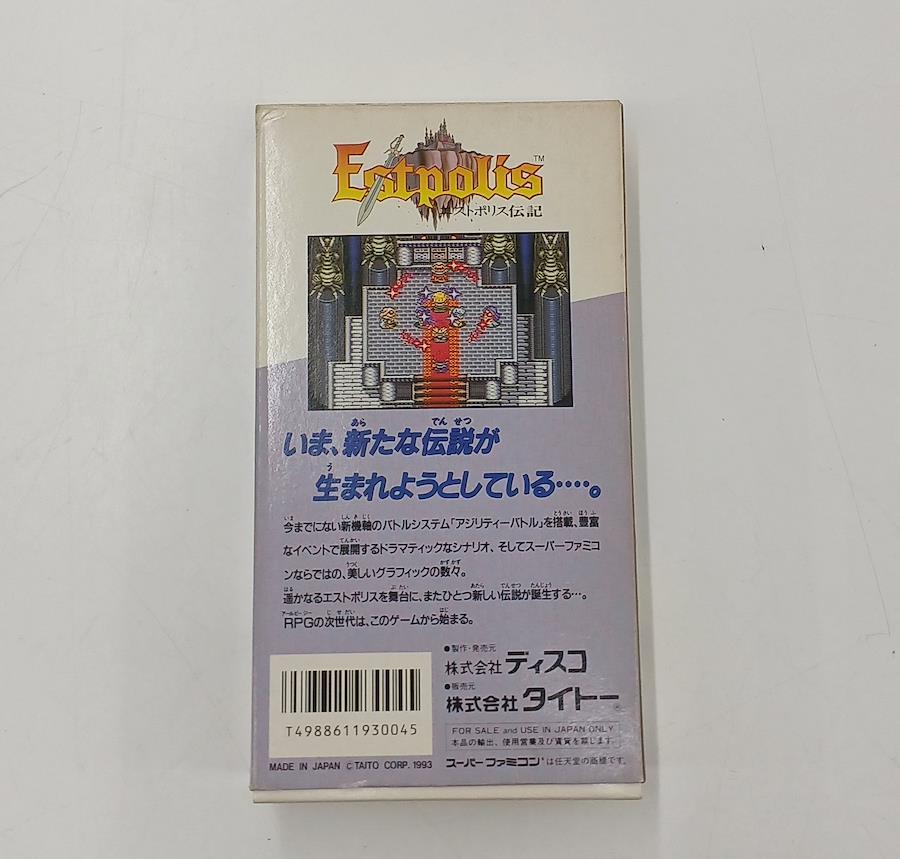 Estpolis™
エストポリス伝記
いま、新たな伝説が
生まれようとしている‥‥。
今までにない新機軸のバトルシステム「アジリティーバトル」を搭載、豊富
なイベントで展開するドラマティックなシナリオ、そしてスーパーファミコ
ンならではの、美しいグラフィックの数々。
遥かなるエストポリスを舞台に、またひとつ新しい伝説が誕生する…。
RPGの次世代は、このゲームから始まる。
●製作・発売元
株式会社 ディスコ
●販売元
株式会社 タイトー®
T4988611930045
FOR SALE and USE IN JAPAN ONLY
本品の輸出、使用営業及び賃貸を禁じます。
MADE IN JAPAN © TAITO CORP. 1993
スーパーファミコンは任天堂の商標です。